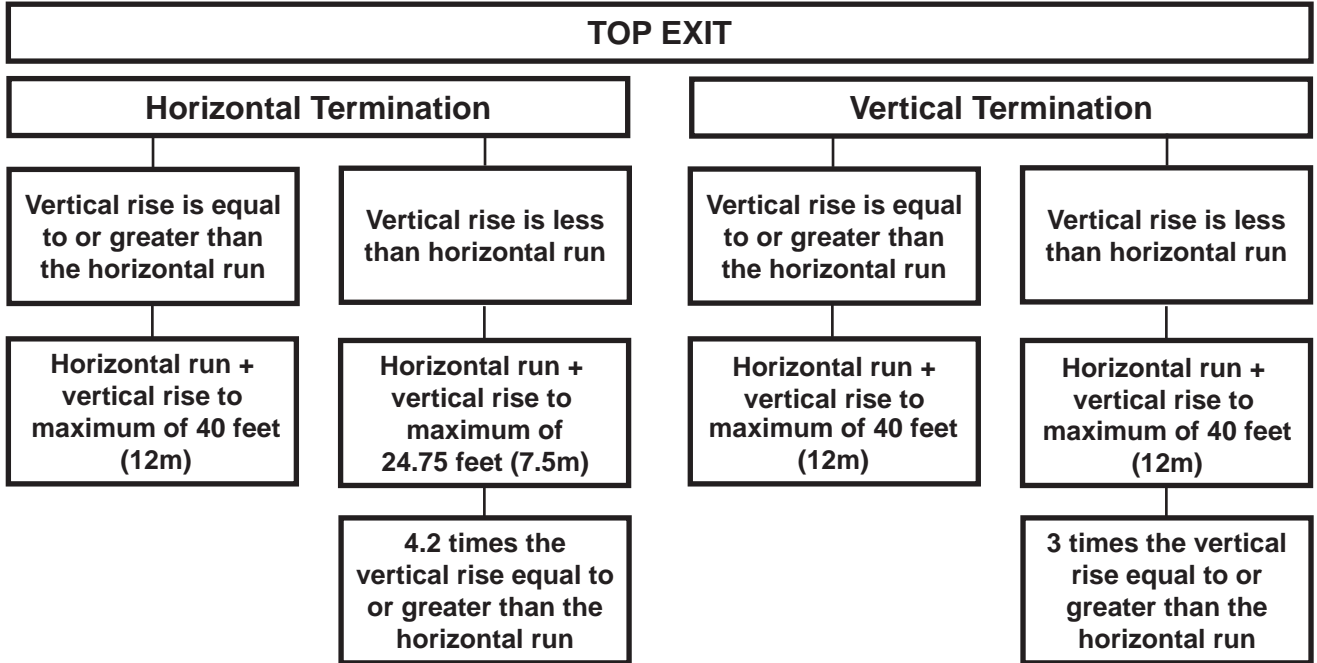 TOP EXIT
Horizontal Termination
Vertical rise is equal
to or greater than
the horizontal run
Horizontal run +
vertical rise to
maximum of 40 feet
(12m)
Vertical rise is less
than horizontal run
Horizontal run +
vertical rise to
maximum of
24.75 feet (7.5m)
4.2 times the
vertical rise equal to
or greater than the
horizontal run
Vertical Termination
Vertical rise is equal
to or greater than
the horizontal run
Horizontal run +
vertical rise to
maximum of 40 feet
(12m)
Vertical rise is less
than horizontal run
Horizontal run +
vertical rise to
maximum of 40 feet
(12m)
3 times the vertical
rise equal to or
greater than the
horizontal run